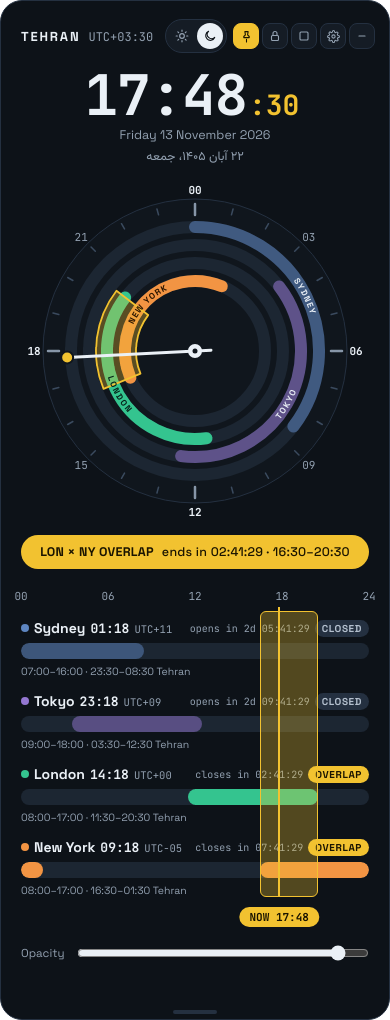 TEHRAN UTC+03:30
17:48:30
Friday 13 November 2026
۲۲ آبان ۱۴۰۵، جمعه
00
21 03
SYDNEY
NEW YORK
18 06
LONDON
TOKYO
15 09
12
LON × NY OVERLAP ends in 02:41:29 · 16:30–20:30
00 06 12 18 24
Sydney 01:18 UTC+11 opens in 2d 05:41:29 CLOSED
07:00–16:00 · 23:30–08:30 Tehran
Tokyo 23:18 UTC+09 opens in 2d 09:41:29 CLOSED
09:00–18:00 · 03:30–12:30 Tehran
London 14:18 UTC+00 closes in 02:41:29 OVERLAP
08:00–17:00 · 11:30–20:30 Tehran
New York 09:18 UTC-05 closes in 07:41:29 OVERLAP
08:00–17:00 · 16:30–01:30 Tehran
NOW 17:48
Opacity